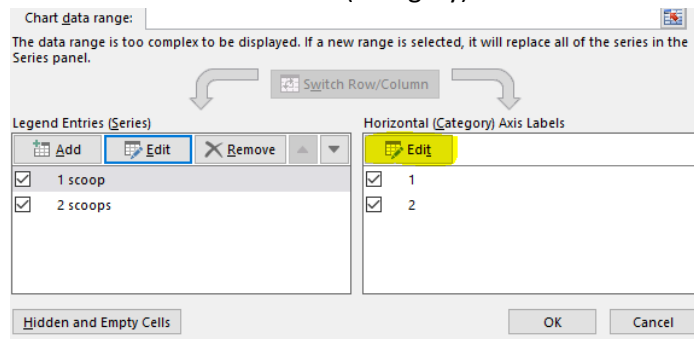 Chart data range:
The data range is too complex to be displayed. If a new range is selected, it will replace all of the series in the
Series panel.
Switch Row/Column
Legend Entries (Series)
Add Edit Remove
1 scoop
2 scoops
Horizontal (Category) Axis Labels
Edit
1
2
Hidden and Empty Cells
OK Cancel